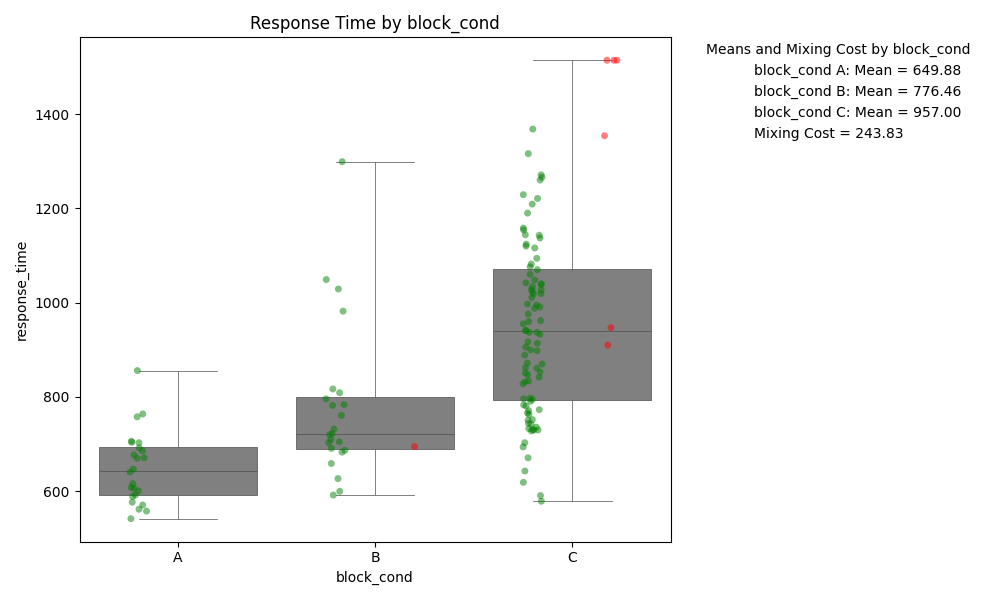 Response Time by block_cond
Means and Mixing Cost by block_cond
block_cond A: Mean = 649.88
block_cond B: Mean = 776.46
block_cond C: Mean = 957.00
Mixing Cost = 243.83
response_time
1400
1200
1000
800
600
A B C
block_cond